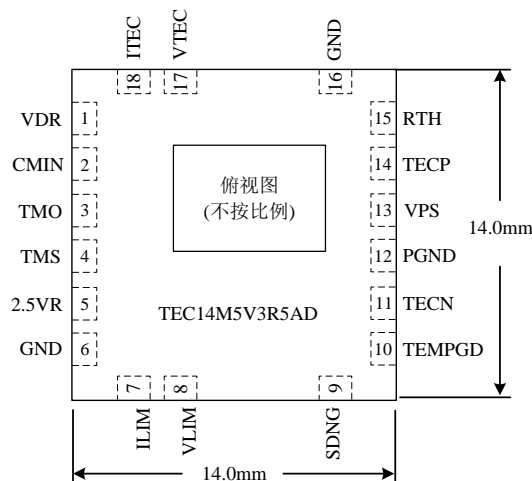 ITEC
VTEC
GND
18
17
16
VDR
1
15
RTH
CMIN
2
14
TECP
俯视图
(不按比例)
TMO
3
13
VPS
14.0mm
TMS
4
12
PGND
2.5VR
5
11
TECN
TEC14M5V3R5AD
GND
6
10
TEMPGD
7
8
9
ILIM
VLIM
SDNG
14.0mm